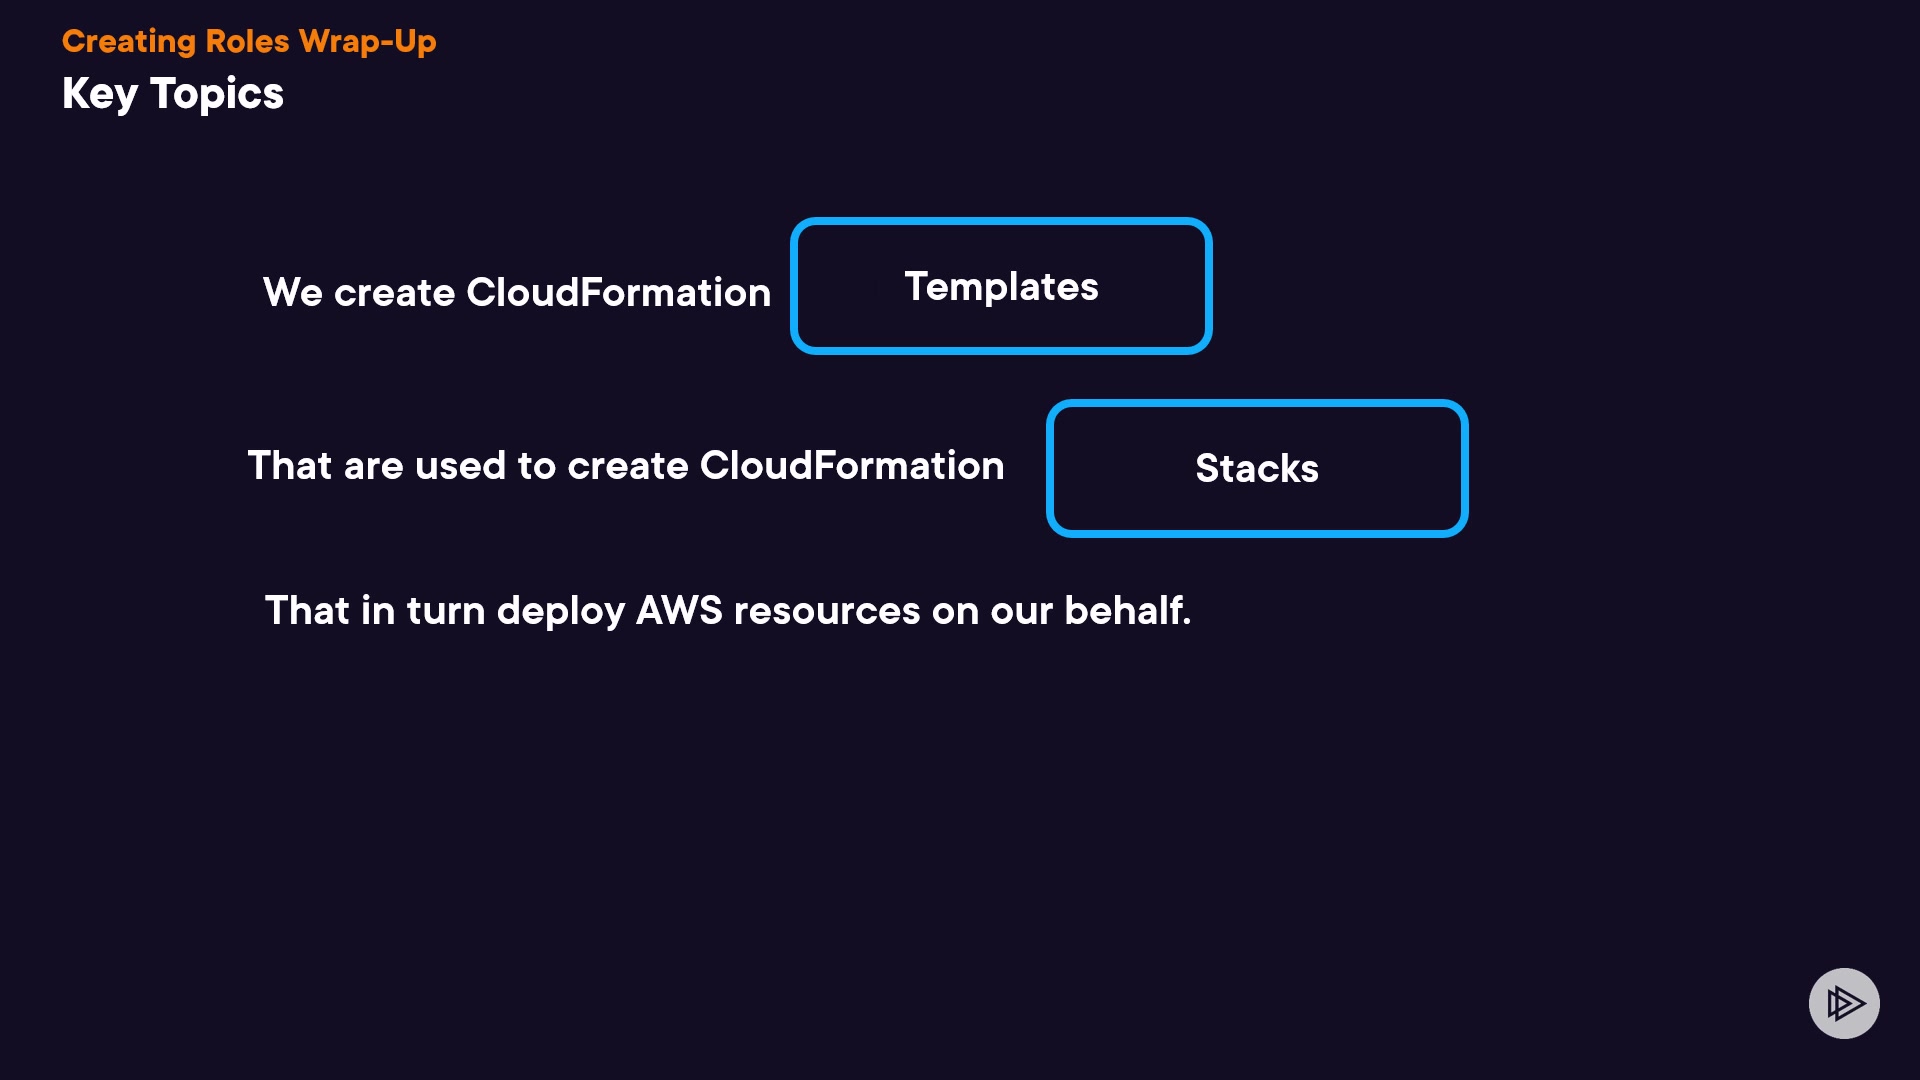 Creating Roles Wrap-Up
Key Topics
We create CloudFormation Templates
That are used to create CloudFormation Stacks
That in turn deploy AWS resources on our behalf.